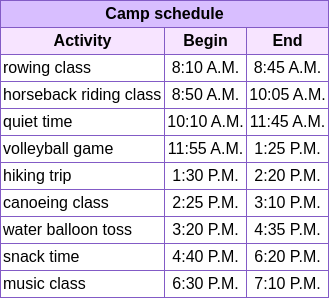 Camp schedule
Activity Begin End
rowing class 8:10 A.M. 8:45 A.M.
horseback riding class 8:50 A.M. 10:05 A.M.
quiet time 10:10 A.M. 11:45 A.M.
volleyball game 11:55 A.M. 1:25 P.M.
hiking trip 1:30 P.M. 2:20 P.M.
canoeing class 2:25 P.M. 3:10 P.M.
water balloon toss 3:20 P.M. 4:35 P.M.
snack time 4:40 P.M. 6:20 P.M.
music class 6:30 P.M. 7:10 P.M.